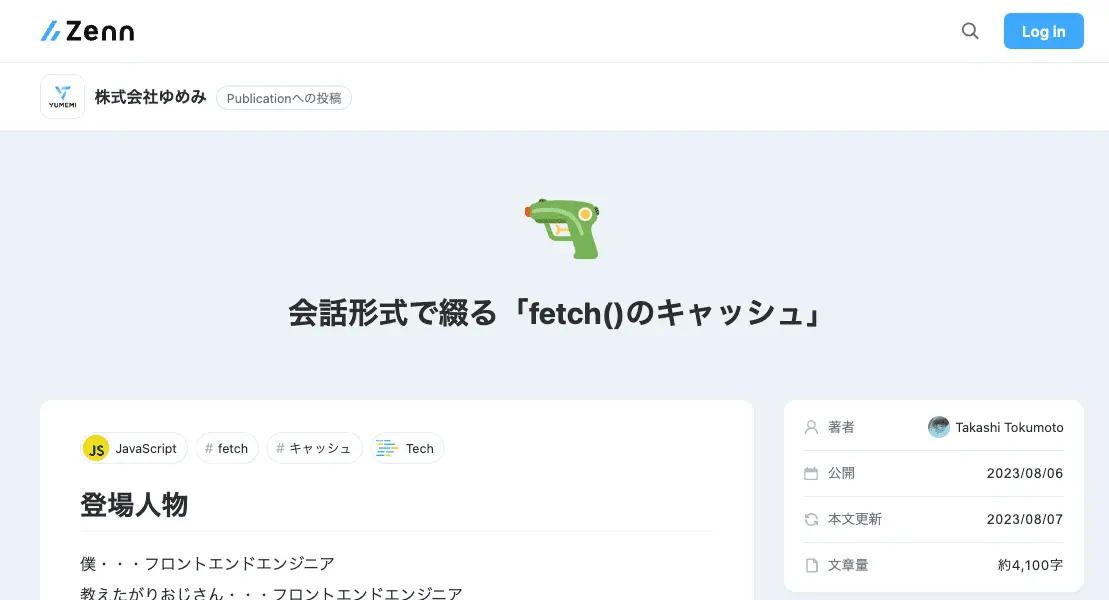 Zenn
Log in
YUMEMI
株式会社ゆめみ
Publicationへの投稿
会話形式で綴る「fetch()のキャッシュ」
JS JavaScript
# fetch
# キャッシュ
Tech
登場人物
僕・・・フロントエンドエンジニア
教えたがりおじさん・・・フロントエンドエンジニア
著者 Takashi Tokumoto
公開 2023/08/06
本文更新 2023/08/07
文章量 約4,100字